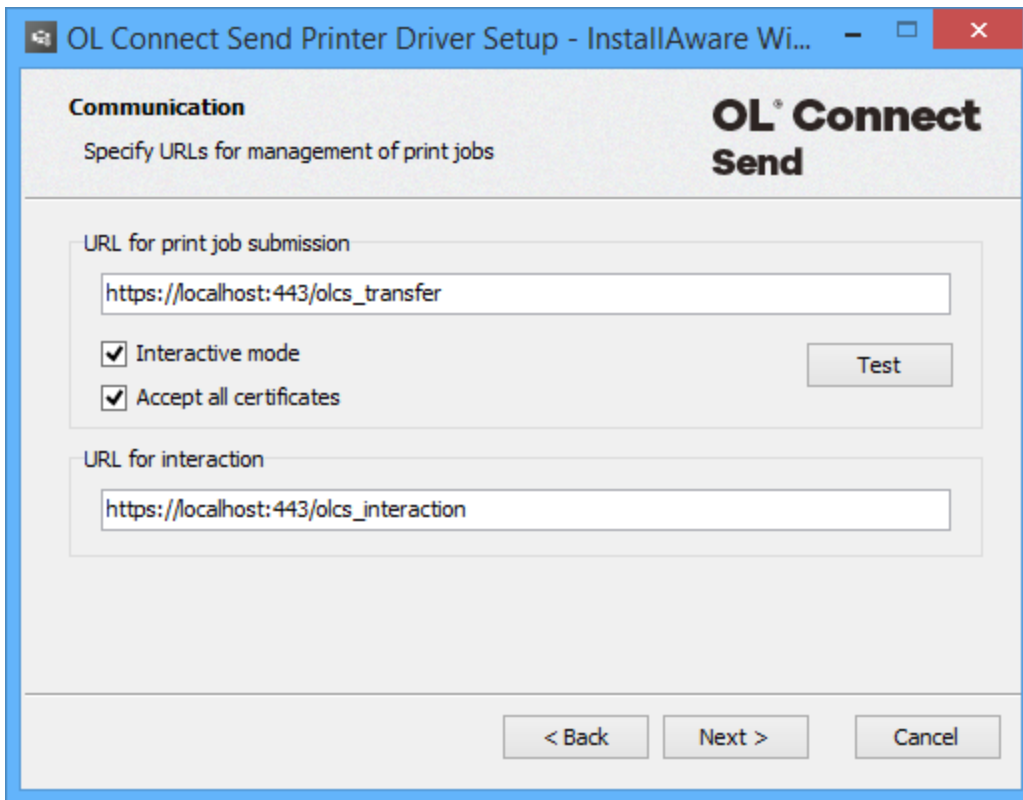 OL Connect Send Printer Driver Setup - InstallAware Wi...
Communication
Specify URLs for management of print jobs
OL® Connect
Send
URL for print job submission
https://localhost:443/olcs_transfer
Interactive mode
Test
Accept all certificates
URL for interaction
https://localhost:443/olcs_interaction
< Back
Next >
Cancel